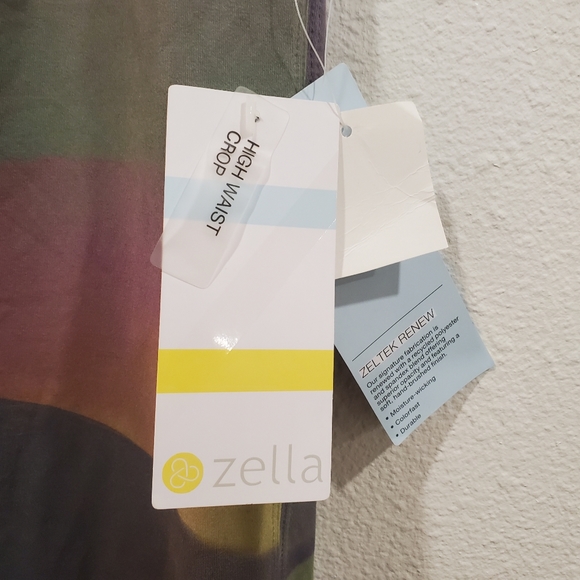 HIGH WAIST
CROP
zella
ZELTEK RENEW
Our signature fabrication is
renewed with a recycled polyester
and spandex blend offering
superior opacity and featuring a
soft, hand-brushed finish.
• Moisture-wicking
• Colorfast
• Durable